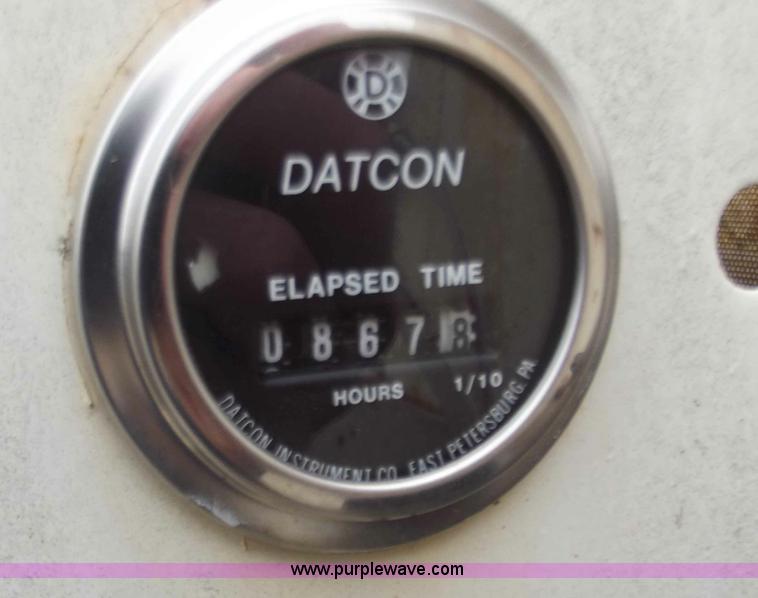 D
DATCON
ELAPSED TIME
0 8 6 7 8
HOURS 1/10
DATCON INSTRUMENT CO. EAST PETERSBURG, PA
www.purplewave.com